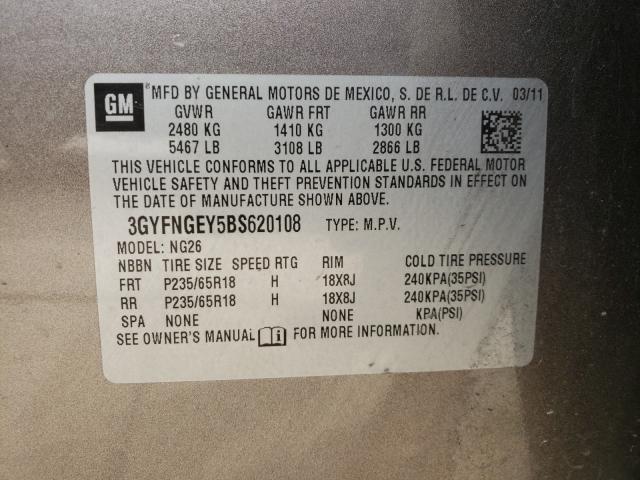 GM ® MFD BY GENERAL MOTORS DE MEXICO, S. DE R.L. DE C.V. 03/11
GVWR GAWR FRT GAWR RR
2480 KG 1410 KG 1300 KG
5467 LB 3108 LB 2866 LB
THIS VEHICLE CONFORMS TO ALL APPLICABLE U.S. FEDERAL MOTOR
VEHICLE SAFETY AND THEFT PREVENTION STANDARDS IN EFFECT ON
THE DATE OF MANUFACTURE SHOWN ABOVE.
3GYFNGEY5BS620108 TYPE: M.P.V.
MODEL: NG26
NBBN TIRE SIZE SPEED RTG RIM COLD TIRE PRESSURE
FRT P235/65R18 H 18X8J 240KPA(35PSI)
RR P235/65R18 H 18X8J 240KPA(35PSI)
SPA NONE NONE KPA(PSI)
SEE OWNER'S MANUAL FOR MORE INFORMATION.